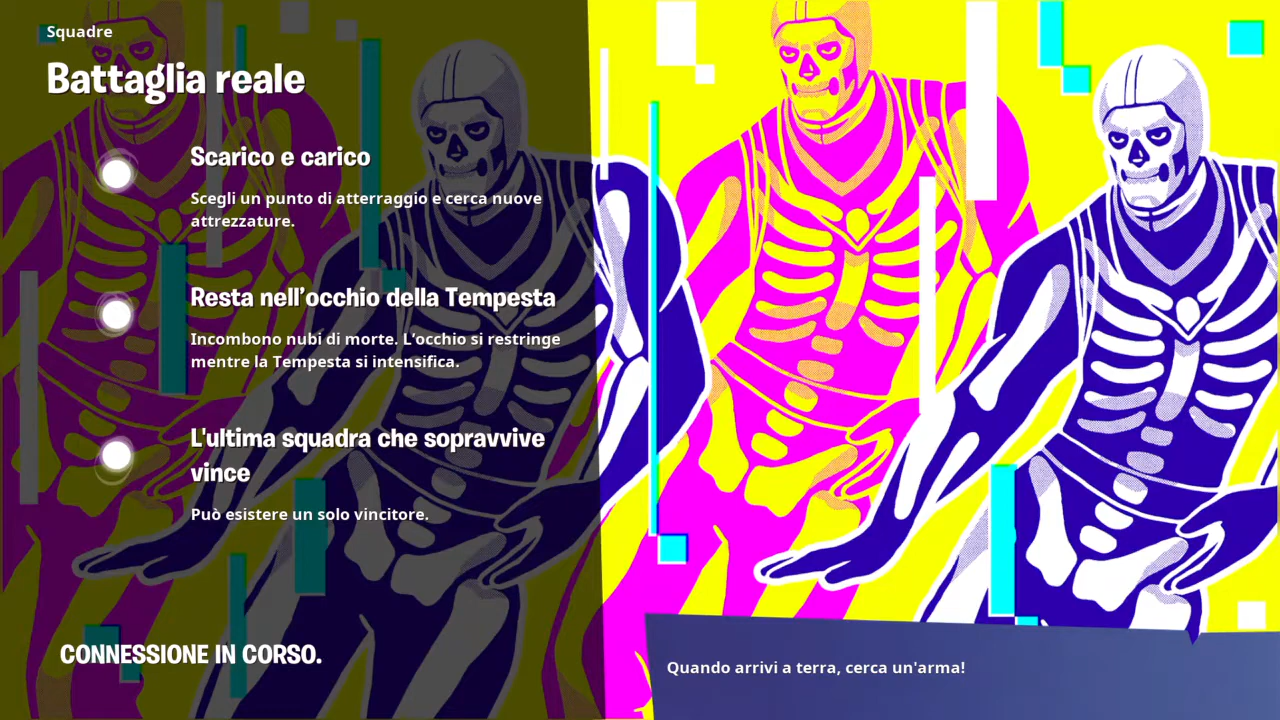 Squadre
Battaglia reale
Scarico e carico
Scegli un punto di atterraggio e cerca nuove
attrezzature.
Resta nell’occhio della Tempesta
Incombono nubi di morte. L'occhio si restringe
mentre la Tempesta si intensifica.
L'ultima squadra che sopravvive
vince
Può esistere un solo vincitore.
CONNESSIONE IN CORSO.
Quando arrivi a terra, cerca un'arma!